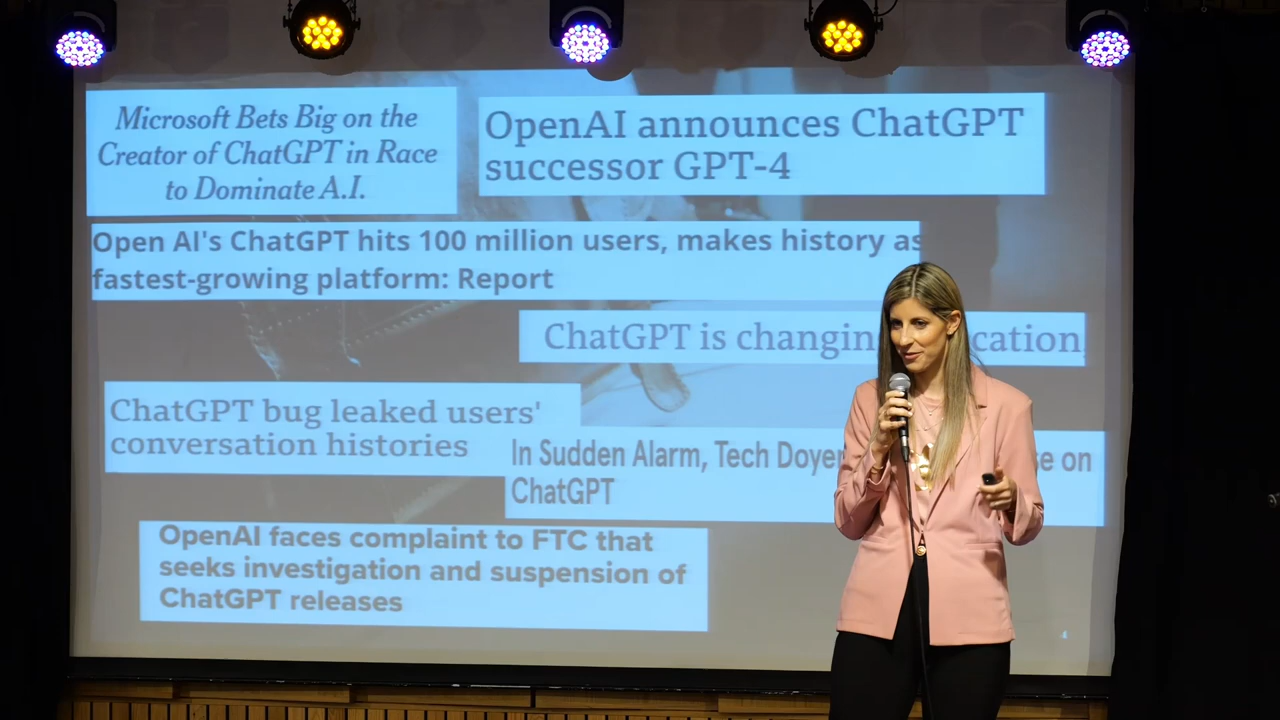 Microsoft Bets Big on the
Creator of ChatGPT in Race
to Dominate A.I.
OpenAI announces ChatGPT
successor GPT-4
Open AI's ChatGPT hits 100 million users, makes history as
fastest-growing platform: Report
ChatGPT is changin cation
ChatGPT bug leaked users'
conversation histories
In Sudden Alarm, Tech Doye se on
ChatGPT
OpenAI faces complaint to FTC that
seeks investigation and suspension of
ChatGPT releases
4